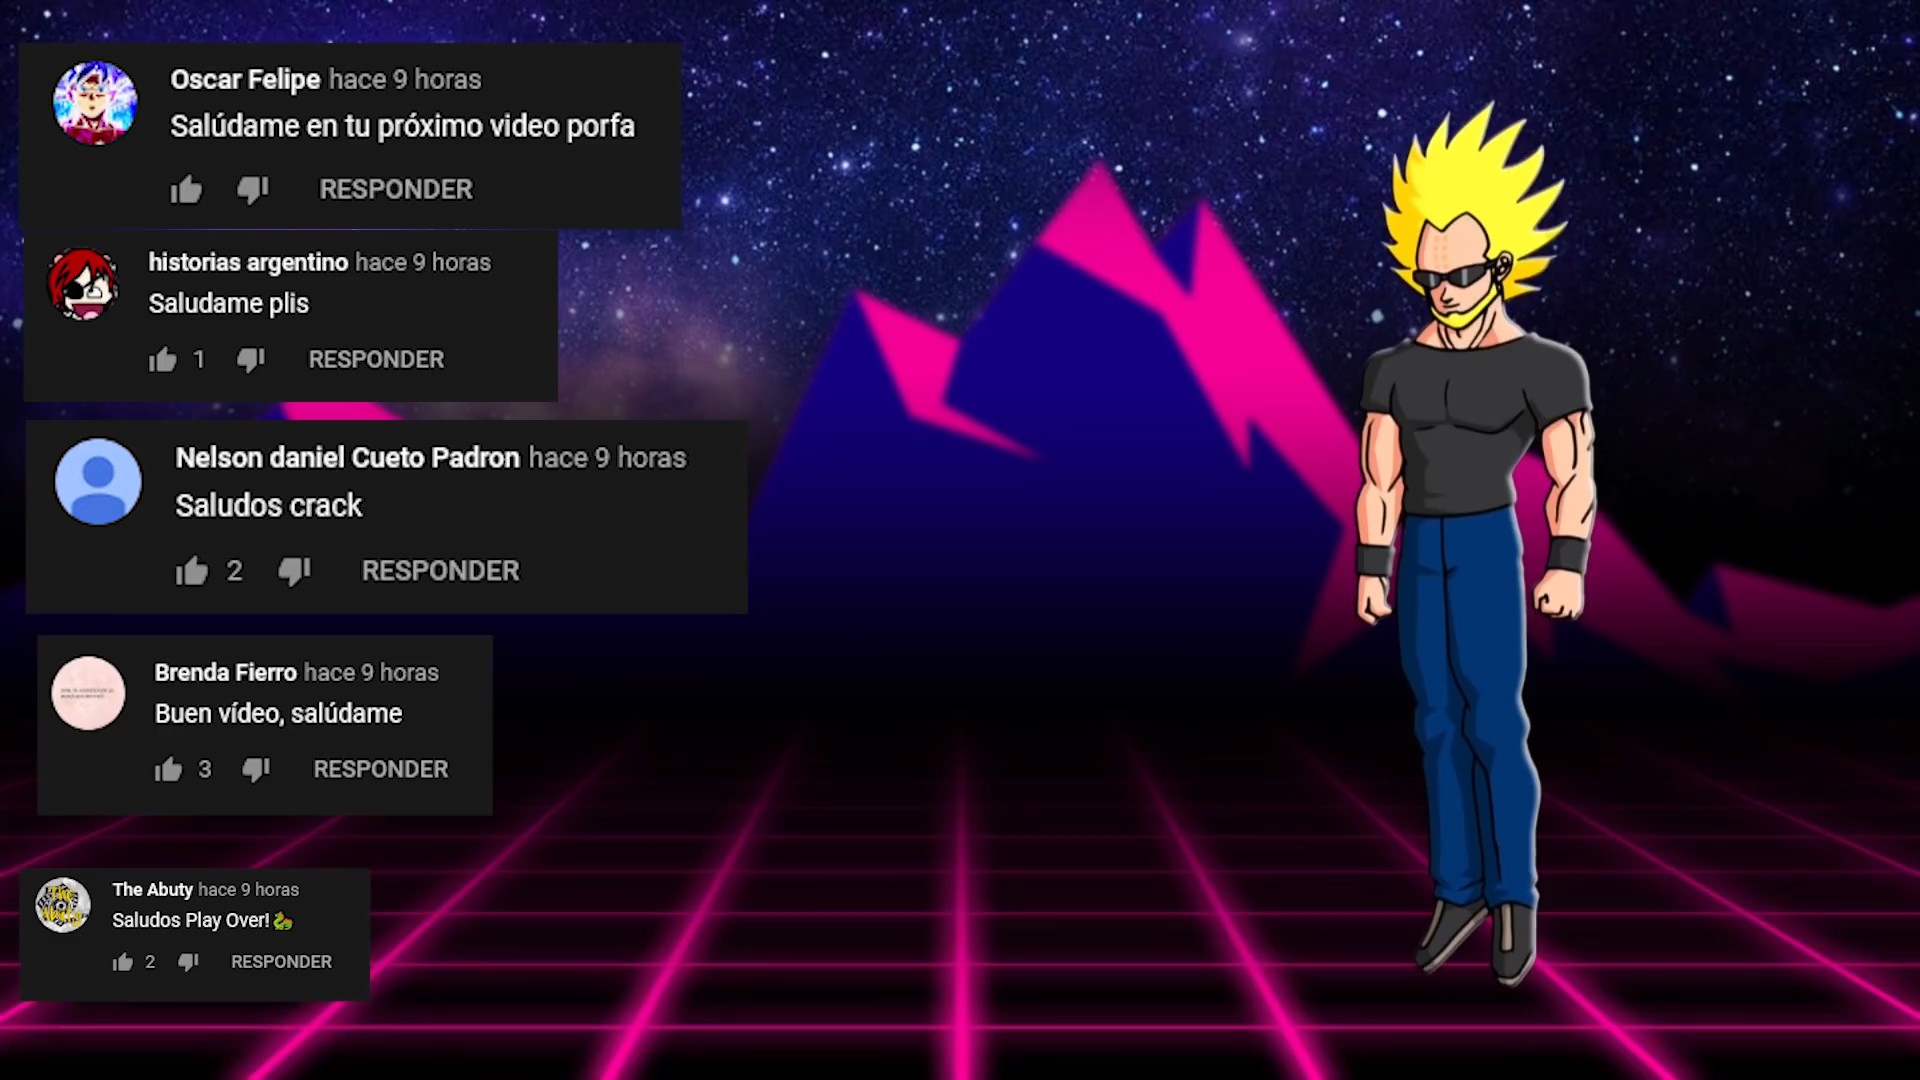 Oscar Felipe hace 9 horas
Salúdame en tu próximo video porfa
RESPONDER
historias argentino hace 9 horas
Saludame plis
1 RESPONDER
Nelson daniel Cueto Padron hace 9 horas
Saludos crack
2 RESPONDER
Brenda Fierro hace 9 horas
Buen vídeo, salúdame
3 RESPONDER
The Abuty hace 9 horas
Saludos Play Over!🐍
2 RESPONDER